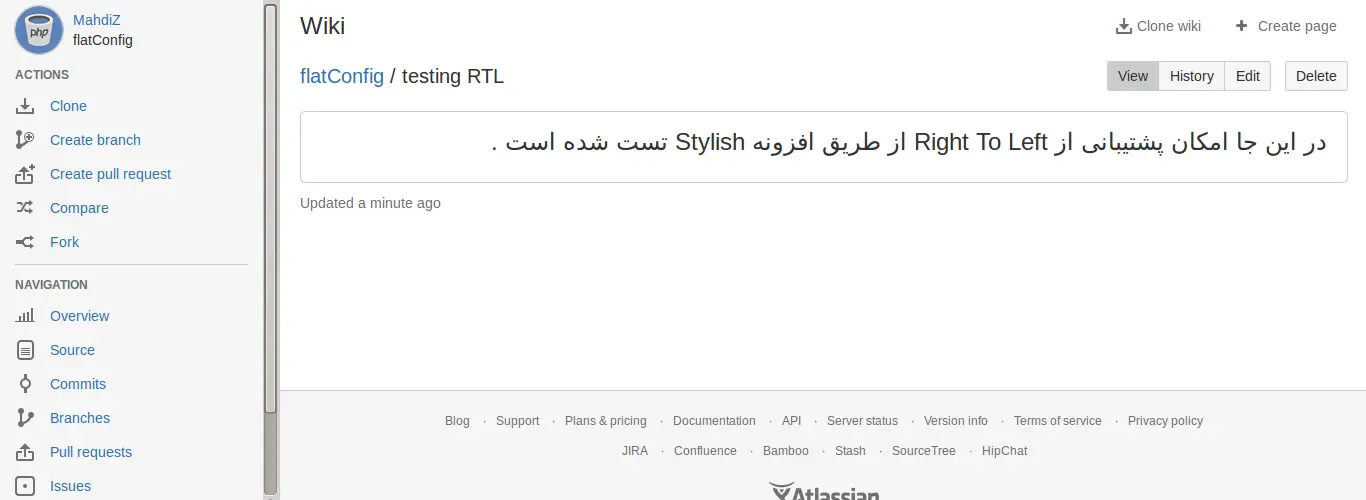 MahdiZ
flatConfig
ACTIONS
Clone
Create branch
Create pull request
Compare
Fork
NAVIGATION
Overview
Source
Commits
Branches
Pull requests
Issues
Wiki
Clone wiki
Create page
flatConfig / testing RTL
View History Edit Delete
در این جا امکان پشتیبانی از Right To Left از طریق افزونه Stylish تست شده است .
Updated a minute ago
Blog · Support · Plans & pricing · Documentation · API · Server status · Version info · Terms of service · Privacy policy
JIRA · Confluence · Bamboo · Stash · SourceTree · HipChat
Atlassian
php